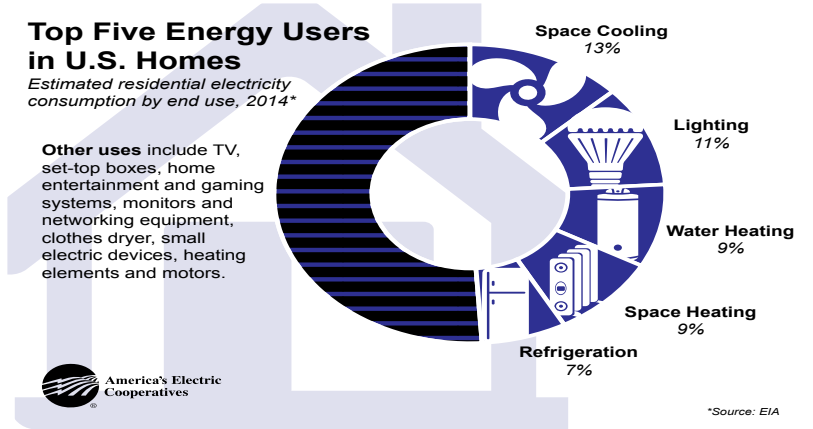 Top Five Energy Users
in U.S. Homes
Estimated residential electricity
consumption by end use, 2014*
Other uses include TV,
set-top boxes, home
entertainment and gaming
systems, monitors and
networking equipment,
clothes dryer, small
electric devices, heating
elements and motors.
Space Cooling
13%
Lighting
11%
Water Heating
9%
Space Heating
9%
Refrigeration
7%
America's Electric
Cooperatives
®
*Source: EIA